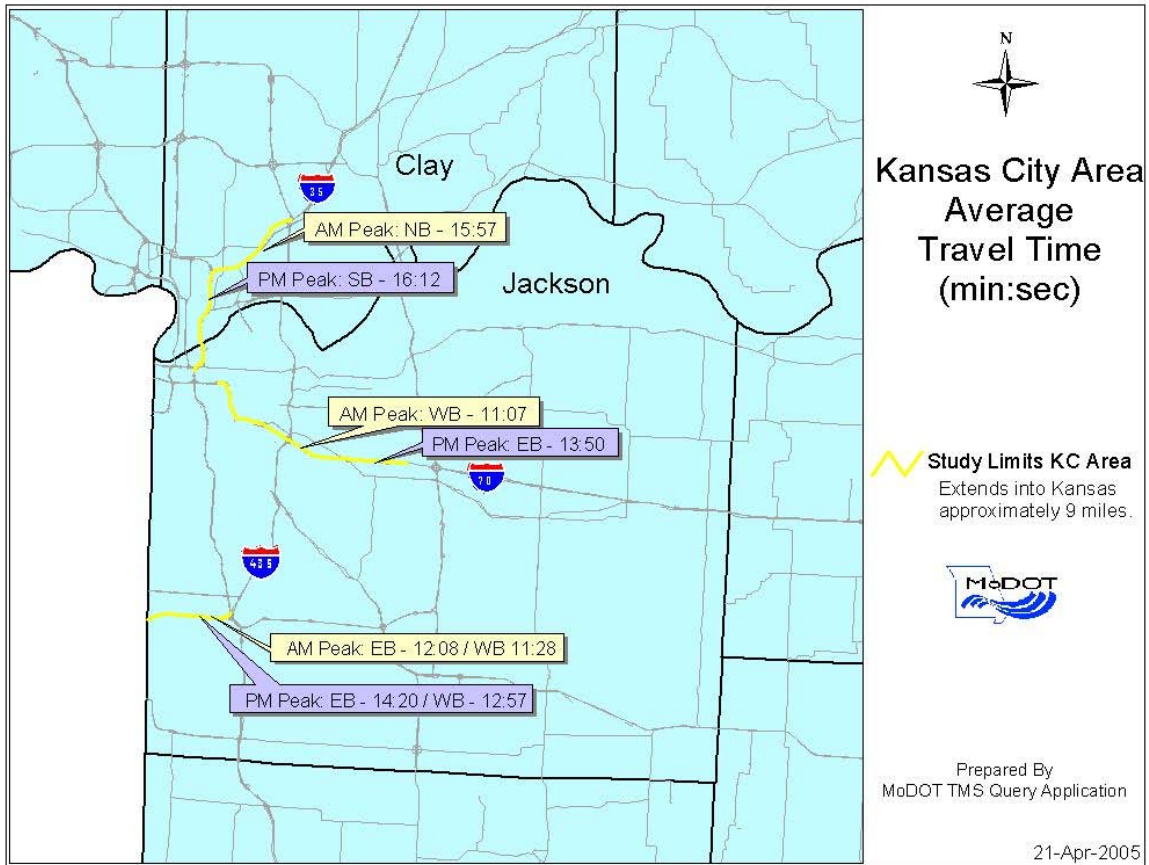 N
Kansas City Area
Average
Travel Time
(min:sec)
Clay
35
AM Peak: NB - 15:57
PM Peak: SB - 16:12
Jackson
AM Peak: WB - 11:07
PM Peak: EB - 13:50
70
435
AM Peak: EB - 12:08 / WB 11:28
PM Peak: EB - 14:20 / WB - 12:57
Study Limits KC Area
Extends into Kansas
approximately 9 miles.
MoDOT
Prepared By
MoDOT TMS Query Application
21-Apr-2005